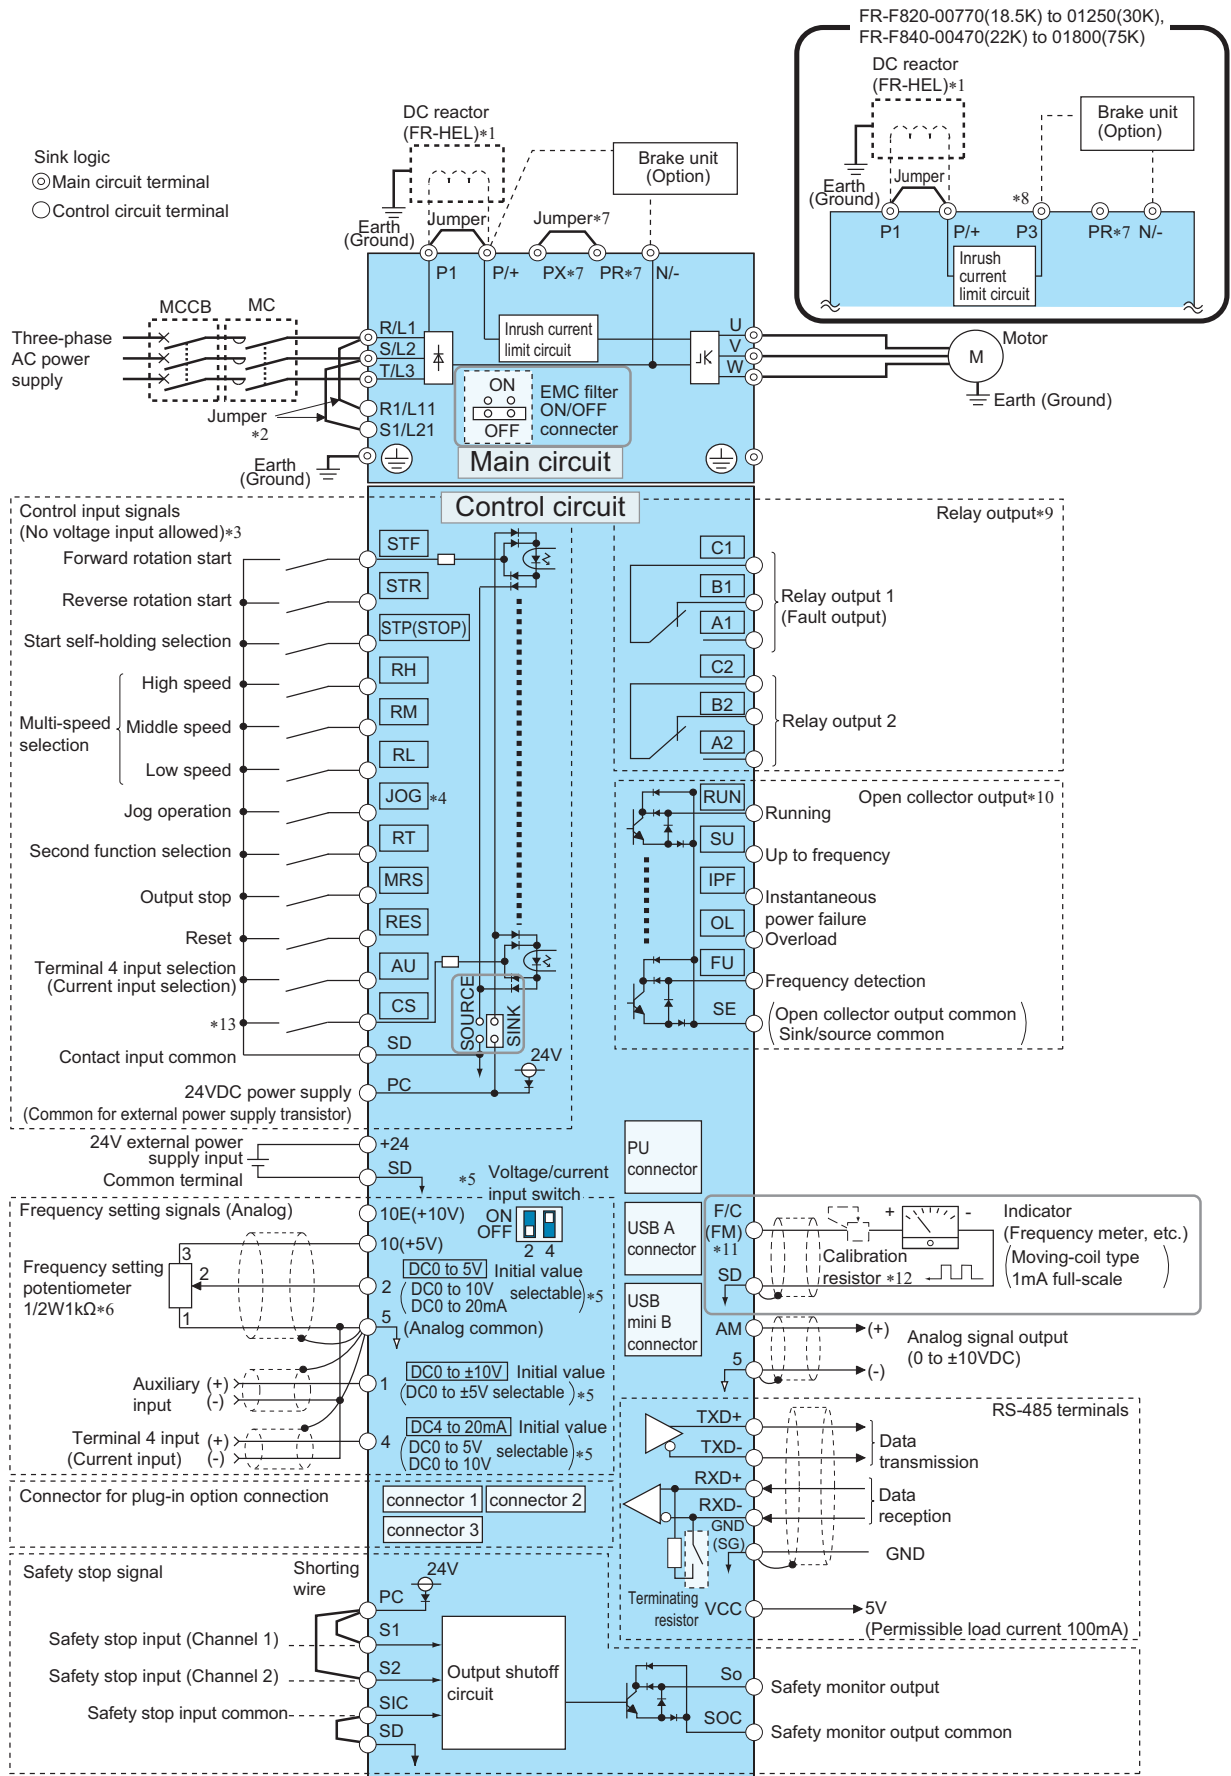 FR-F820-00770(18.5K) to 01250(30K),
FR-F840-00470(22K) to 01800(75K)
DC reactor
(FR-HEL)*1
Brake unit
(Option)
Earth
(Ground)
Jumper
*8
P1
P/+
P3
PR*7
N/-
Inrush
current
limit circuit
Sink logic
Main circuit terminal
Control circuit terminal
DC reactor
(FR-HEL)*1
Brake unit
(Option)
Earth
(Ground)
Jumper
Jumper*7
P1
P/+
PX*7
PR*7
N/-
MCCB
MC
Three-phase
AC power
supply
R/L1
S/L2
T/L3
R1/L11
S1/L21
Jumper
*2
Earth
(Ground)
Inrush current
limit circuit
ON
OFF
EMC filter
ON/OFF
connecter
U
V
W
Motor
M
Earth (Ground)
Main circuit
Control circuit
Control input signals
(No voltage input allowed)*3
Forward rotation start
STF
Reverse rotation start
STR
Start self-holding selection
STP(STOP)
Multi-speed
selection
High speed
RH
Middle speed
RM
Low speed
RL
Jog operation
JOG *4
Second function selection
RT
Output stop
MRS
Reset
RES
Terminal 4 input selection
(Current input selection)
AU
*13
CS
SOURCE
SINK
Contact input common
SD
24V
24VDC power supply
(Common for external power supply transistor)
PC
Relay output*9
C1
B1
A1
Relay output 1
(Fault output)
C2
B2
A2
Relay output 2
Open collector output*10
RUN
Running
SU
Up to frequency
IPF
Instantaneous
power failure
OL
Overload
FU
Frequency detection
SE
Open collector output common
Sink/source common
24V external power
supply input
Common terminal
+24
SD
*5
Voltage/current
input switch
ON
OFF
2 4
PU
connector
USB A
connector
USB
mini B
connector
Frequency setting signals (Analog)
10E(+10V)
10(+5V)
Frequency setting
potentiometer
1/2W1kΩ*6
3
2
1
2
DC0 to 5V Initial value
DC0 to 10V
DC0 to 20mA
selectable
*5
5
(Analog common)
Auxiliary
input
(+)
(-)
1
DC0 to ±10V Initial value
(DC0 to ±5V selectable)*5
Terminal 4 input
(Current input)
(+)
(-)
4
DC4 to 20mA Initial value
DC0 to 5V
DC0 to 10V
selectable
*5
F/C
(FM)
*11
SD
+
-
Calibration
resistor *12
Indicator
(Frequency meter, etc.)
Moving-coil type
1mA full-scale
AM
5
(+)
(-)
Analog signal output
(0 to ±10VDC)
RS-485 terminals
TXD+
TXD-
Data
transmission
RXD+
RXD-
Data
reception
GND
(SG)
GND
Terminating
resistor
VCC
5V
(Permissible load current 100mA)
Connector for plug-in option connection
connector 1
connector 2
connector 3
Safety stop signal
Shorting
wire
24V
PC
Safety stop input (Channel 1)
S1
Safety stop input (Channel 2)
S2
Safety stop input common
SIC
SD
Output shutoff
circuit
So
Safety monitor output
SOC
Safety monitor output common